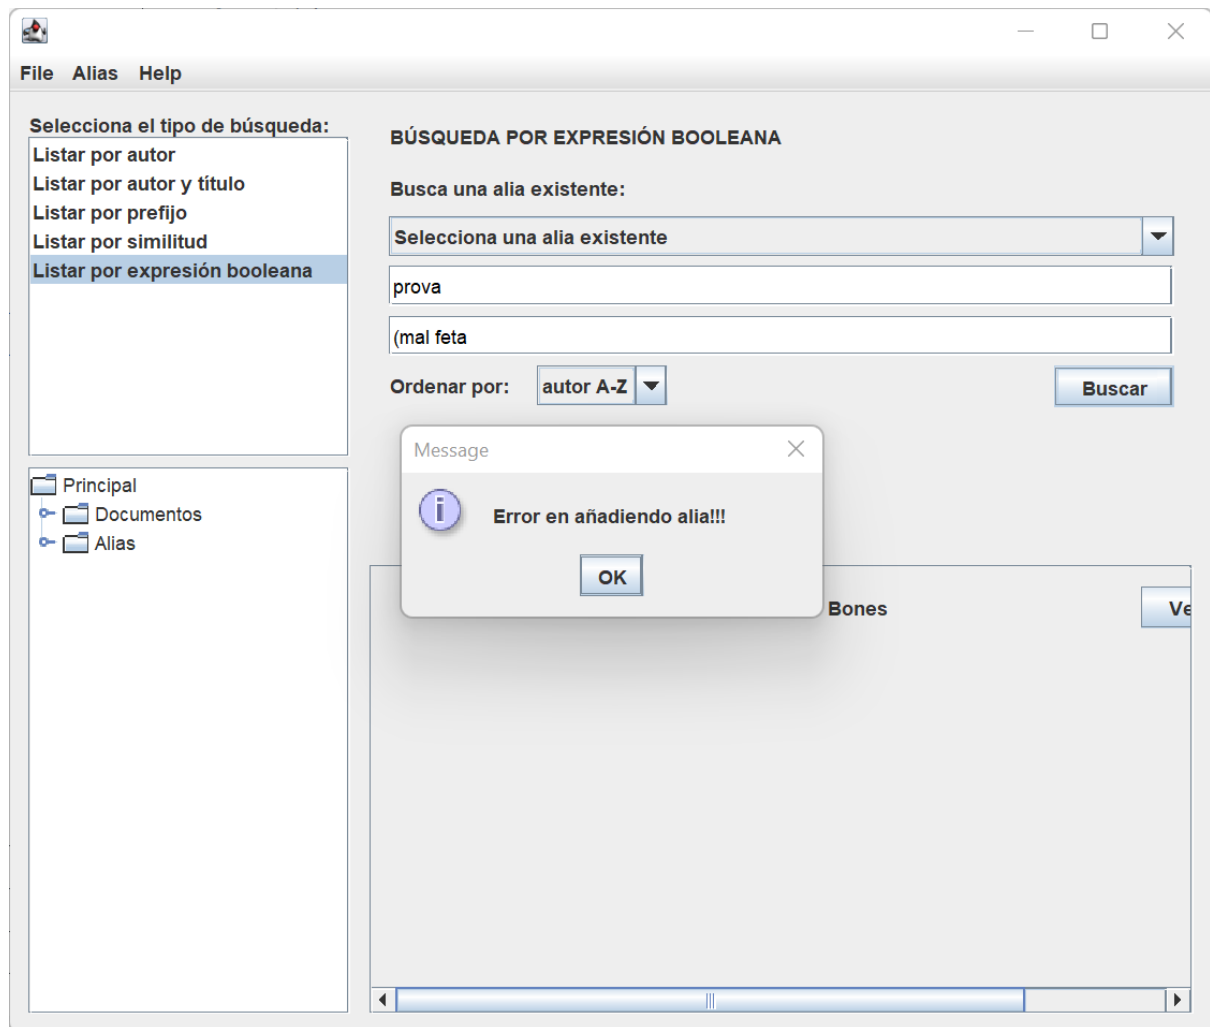 File Alias Help
Selecciona el tipo de búsqueda:
Listar por autor
Listar por autor y título
Listar por prefijo
Listar por similitud
Listar por expresión booleana
Principal
Documentos
Alias
BÚSQUEDA POR EXPRESIÓN BOOLEANA
Busca una alia existente:
Selecciona una alia existente
prova
(mal feta
Ordenar por: autor A-Z Buscar
Message
Error en añadiendo alia!!!
OK
Bones Ve